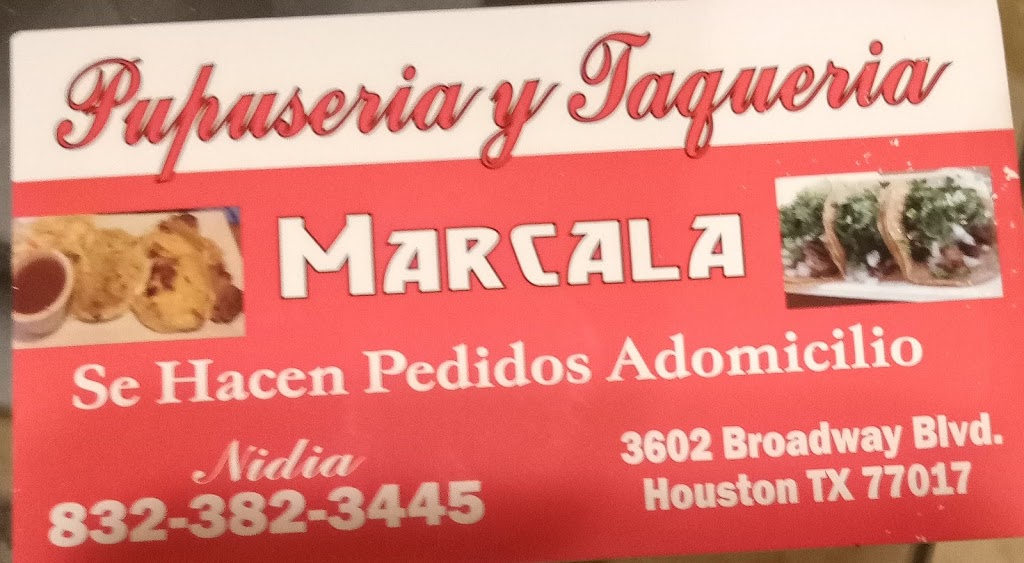 Pupuseria y Taqueria
MARCALA
Se Hacen Pedidos Adomicilio
Nidia
832-382-3445
3602 Broadway Blvd.
Houston TX 77017